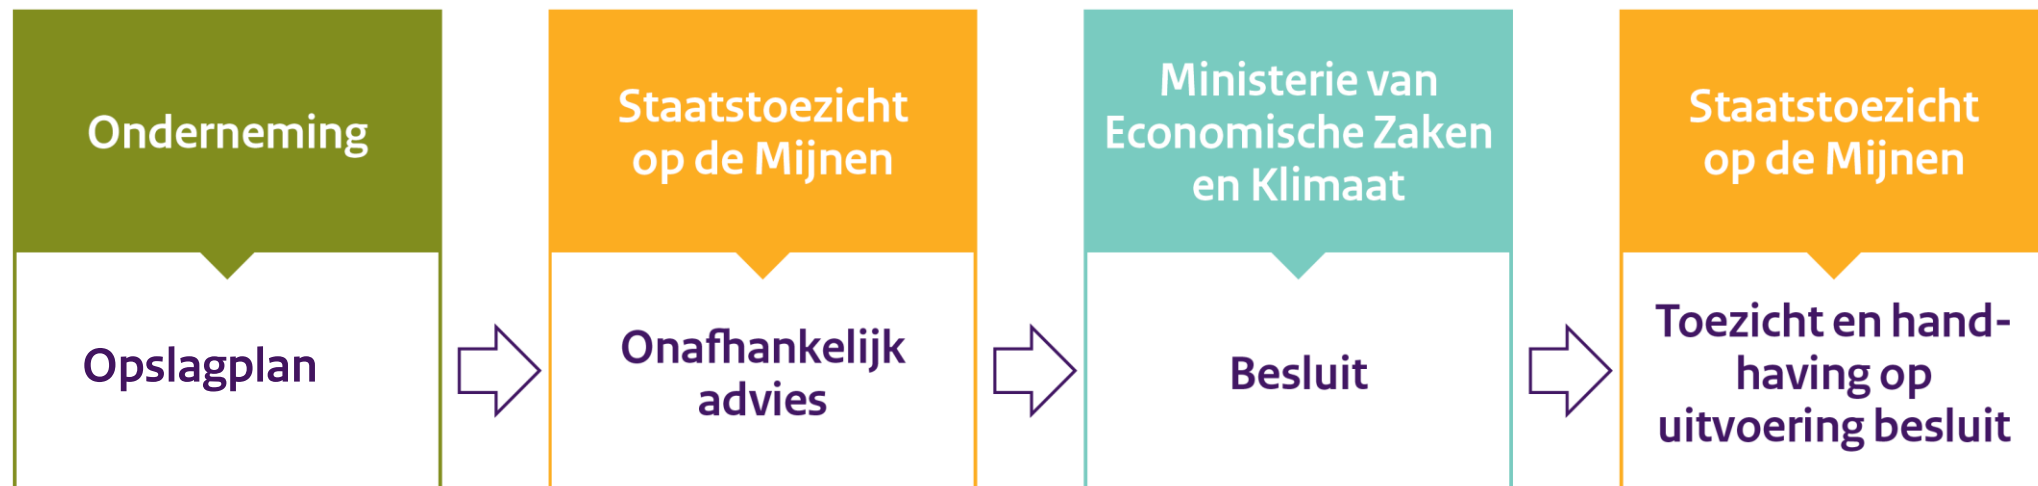 Onderneming
Opslagplan
Staatstoezicht
op de Mijnen
Onafhankelijk
advies
Ministerie van
Economische Zaken
en Klimaat
Besluit
Staatstoezicht
op de Mijnen
Toezicht en hand-
having op
uitvoering besluit